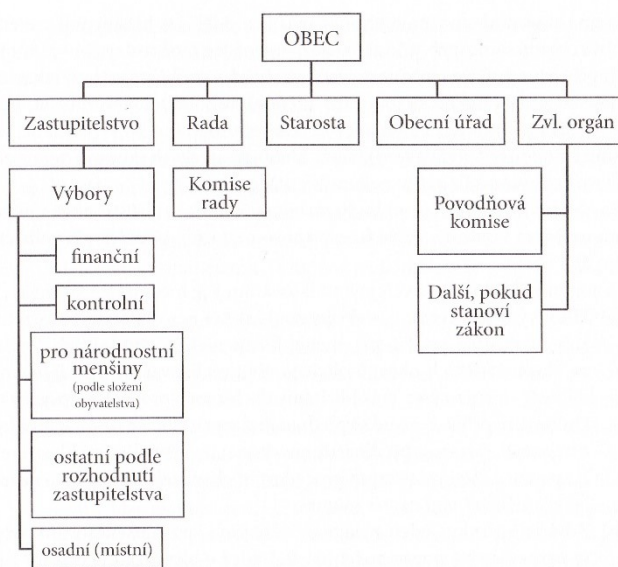 OBEC
Zastupitelstvo
Rada
Starosta
Obecní úřad
Zvl. orgán
Výbory
Komise
rady
Povodňová
komise
finanční
kontrolní
Další, pokud
stanoví
zákon
pro národnostní
menšiny
(podle složení
obyvatelstva)
ostatní podle
rozhodnutí
zastupitelstva
osadní (místní)